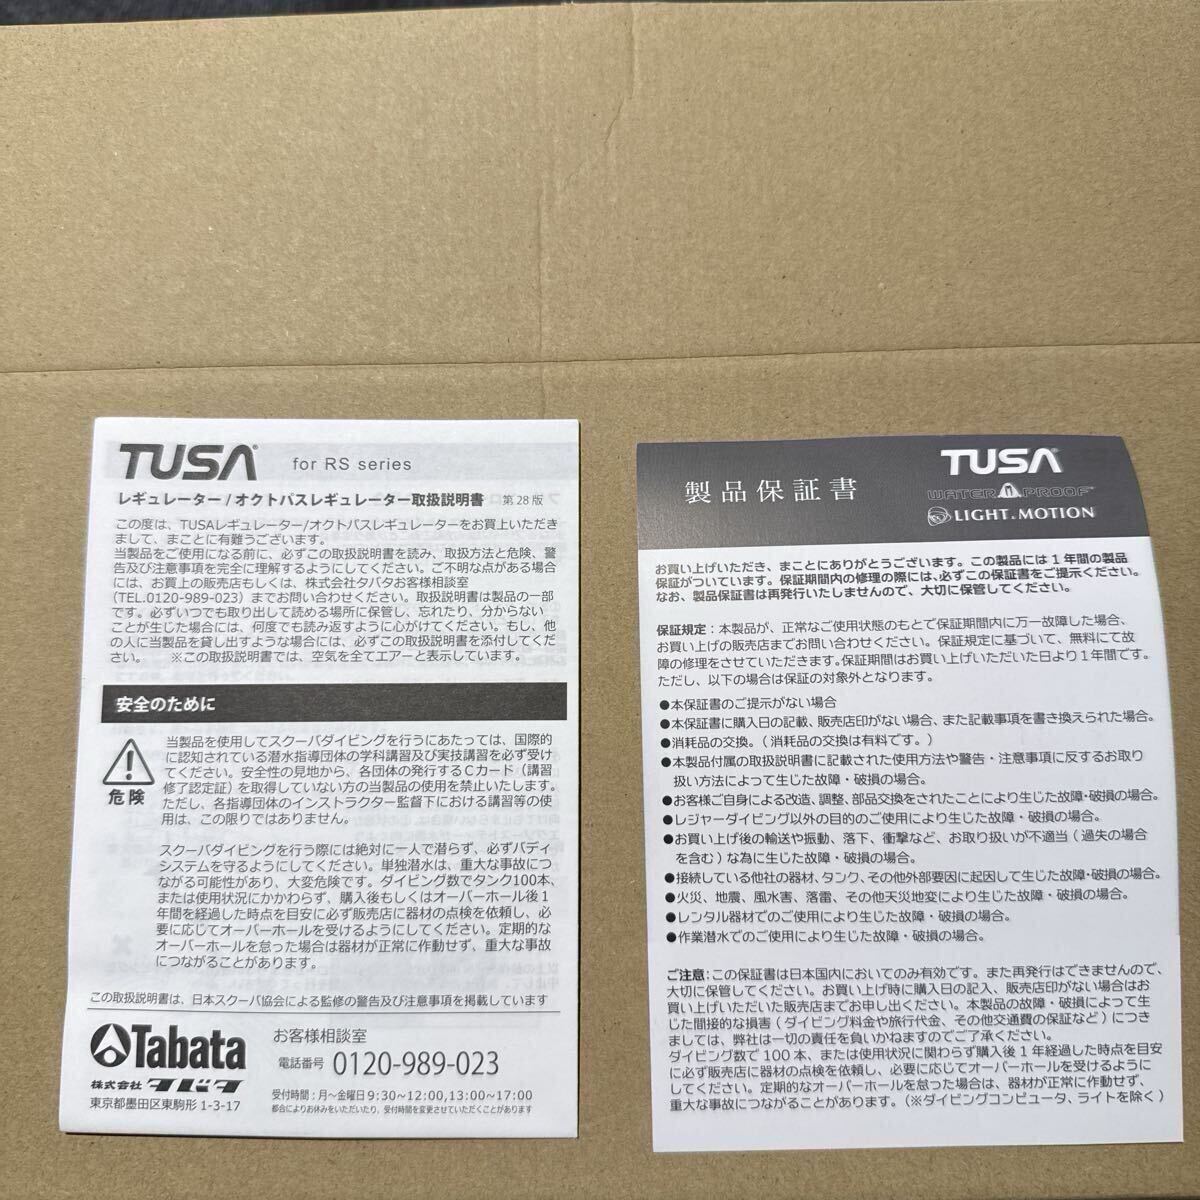 TUSA for RS series
レギュレーター/オクトパスレギュレーター取扱説明書 第28版
この度は、TUSAレギュレーター/オクトパスレギュレーターをお買上いただき
まして、まことに有難うございます。
当製品をご使用になる前に、必ずこの取扱説明書を読み、取扱方法と危険、警
告及び注意事項を完全に理解するようにしてください。ご不明な点がある場合
には、お買上の販売店もしくは、株式会社タバタお客様相談室
（TEL.0120-989-023）までお問い合わせください。取扱説明書は製品の一部
です。必ずいつでも取り出して読める場所に保管し、忘れたり、分からない
ことが生じた場合には、何度でも読み返すように心がけてください。もし、他
の人に当製品を貸し出すような場合には、必ずこの取扱説明書を添付してくだ
さい。 ※この取扱説明書では、空気を全てエアーと表示しています。
安全のために
危険
当製品を使用してスクーバダイビングを行うにあたっては、国際的
に認知されている潜水指導団体の学科講習及び実技講習を必ず受け
てください。安全性の見地から、各団体の発行するCカード（講習
修了認定証）を取得していない方の当製品の使用を禁止いたします。
ただし、各指導団体のインストラクター監督下における講習等の使
用は、この限りではありません。
スクーバダイビングを行う際には絶対に一人で潜らず、必ずバディ
システムを守るようにしてください。単独潜水は、重大な事故につ
ながる可能性があり、大変危険です。ダイビング数でタンク100本、
または使用状況にかかわらず、購入後もしくはオーバーホール後1
年間を経過した時点を目安に必ず販売店に器材の点検を依頼し、必
要に応じてオーバーホールを受けるようにしてください。定期的な
オーバーホールを怠った場合は器材が正常に作動せず、重大な事故
につながることがあります。
この取扱説明書は、日本スクーバ協会による監修の警告及び注意事項を掲載しています
Tabata
株式会社 タバタ
東京都墨田区東駒形 1-3-17
お客様相談室
電話番号 0120-989-023
受付時間：月〜金曜日 9:30〜12:00,13:00〜17:00
都合によりお休みをいただいたり、受付時間を変更させていただくことがあります
製品保証書
TUSA
WATERPROOF
LIGHT & MOTION
お買い上げいただき、まことにありがとうございます。この製品には1年間の製品
保証がついています。保証期間内の修理の際には、必ずこの保証書をご提示ください。
なお、製品保証書は再発行いたしませんので、大切に保管してください。
保証規定：本製品が、正常なご使用状態のもとで保証期間内に万一故障した場合、
お買い上げの販売店までお問い合わせください。保証規定に基づいて、無料にて故
障の修理をさせていただきます。保証期間はお買い上げいただいた日より1年間です。
ただし、以下の場合は保証の対象外となります。
●本保証書のご提示がない場合
●本保証書に購入日の記載、販売店印がない場合、また記載事項を書き換えられた場合。
●消耗品の交換。（消耗品の交換は有料です。）
●本製品付属の取扱説明書に記載された使用方法や警告・注意事項に反するお取り
扱い方法によって生じた故障・破損の場合。
●お客様ご自身による改造、調整、部品交換をされたことにより生じた故障・破損の場合。
●レジャーダイビング以外の目的のご使用により生じた故障・破損の場合。
●お買い上げ後の輸送や振動、落下、衝撃など、お取り扱いが不適当（過失の場合
を含む）な為に生じた故障・破損の場合。
●接続している他社の器材、タンク、その他外部要因に起因して生じた故障・破損の場合。
●火災、地震、風水害、落雷、その他天災地変により生じた故障・破損の場合。
●レンタル器材でのご使用により生じた故障・破損の場合。
●作業潜水でのご使用により生じた故障・破損の場合。
ご注意：この保証書は日本国内においてのみ有効です。また再発行はできませんので、
大切に保管してください。お買い上げ時に購入日の記入、販売店印がない場合はお
買い上げいただいた販売店までお申し出ください。本製品の故障・破損によって生
じた間接的な損害（ダイビング料金や旅行代金、その他交通費の保証など）につき
ましては、弊社は一切の責任を負いかねますのでご了承ください。
ダイビング数で100本、または使用状況に関わらず購入後1年経過した時点を目安
に必ず販売店に器材の点検を依頼し、必要に応じてオーバーホールを受けるように
してください。定期的なオーバーホールを怠った場合は、器材が正常に作動せず、
重大な事故につながることがあります。（※ダイビングコンピュータ、ライトを除く）